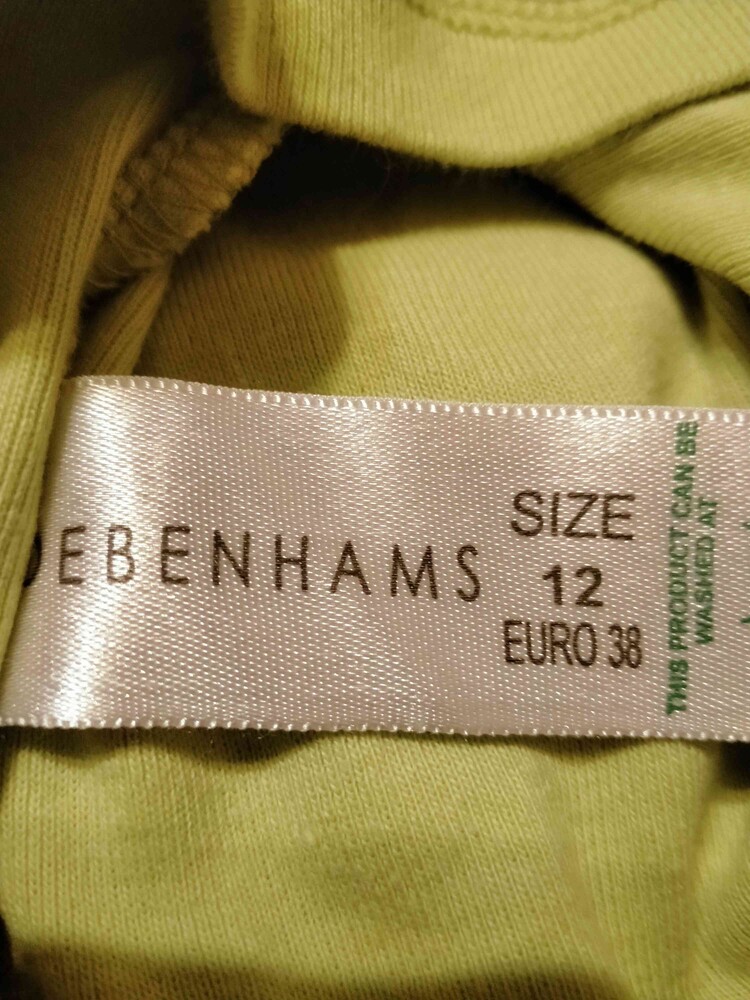 DEBENHAMS
SIZE
12
EURO 38
THIS PRODUCT CAN BE
WASHED AT